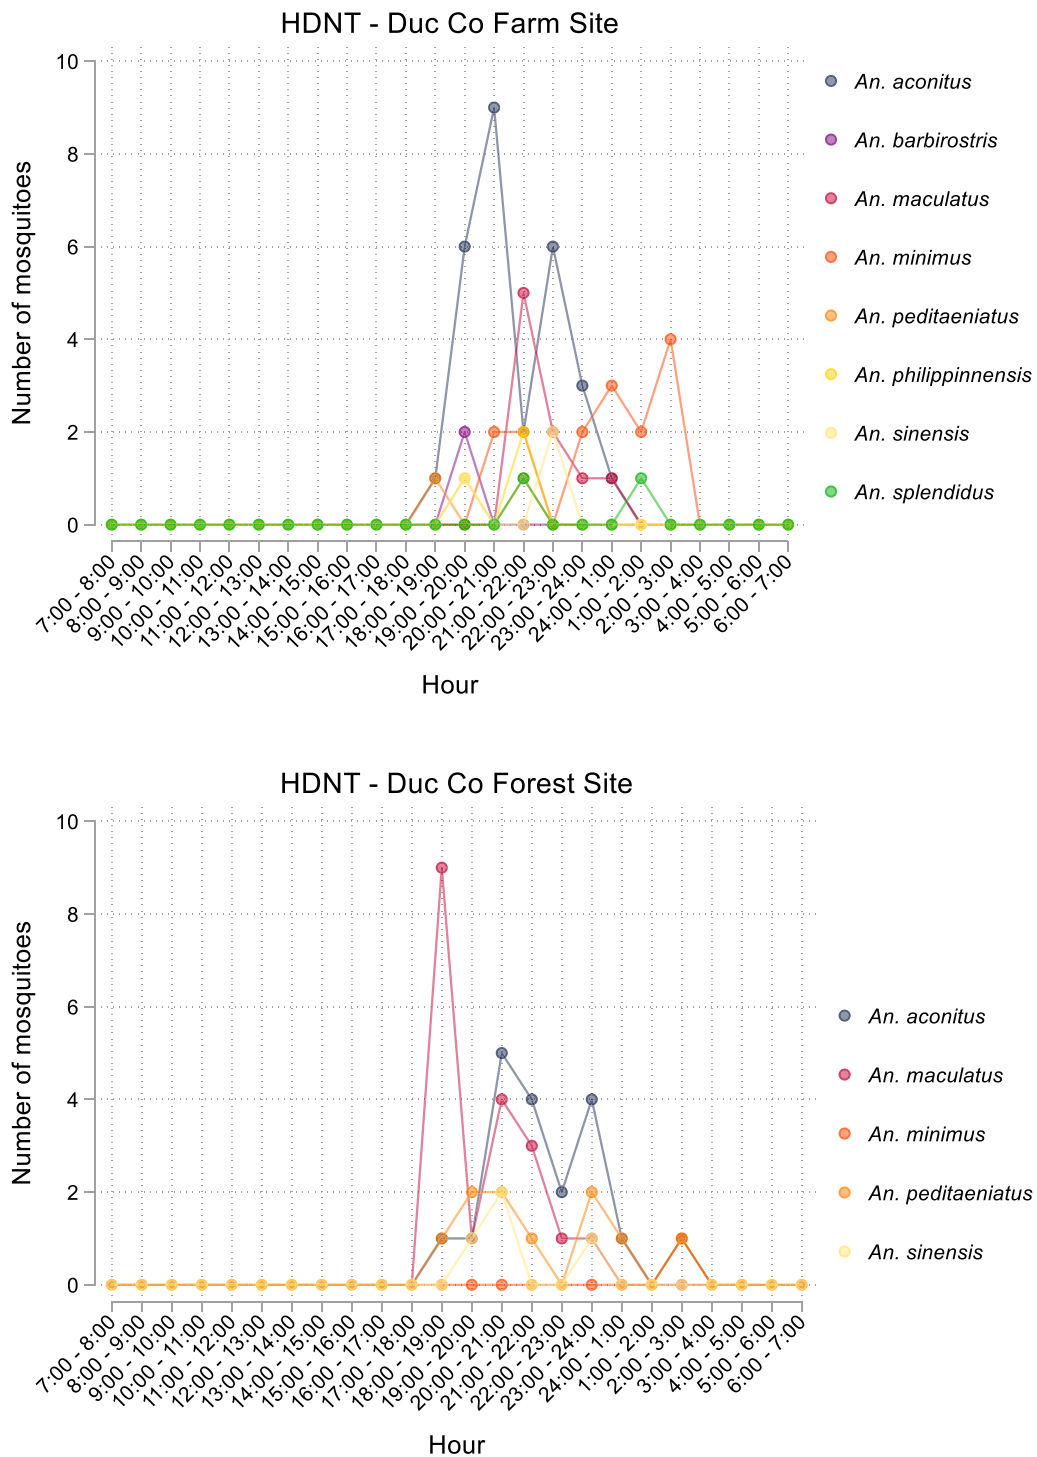 HDNT - Duc Co Farm Site
Number of mosquitoes
10
8
6
4
2
0
7:00 - 8:00
8:00 - 9:00
9:00 - 10:00
10:00 - 11:00
11:00 - 12:00
12:00 - 13:00
13:00 - 14:00
14:00 - 15:00
15:00 - 16:00
16:00 - 17:00
17:00 - 18:00
18:00 - 19:00
19:00 - 20:00
20:00 - 21:00
21:00 - 22:00
22:00 - 23:00
23:00 - 24:00
24:00 - 1:00
1:00 - 2:00
2:00 - 3:00
3:00 - 4:00
4:00 - 5:00
5:00 - 6:00
6:00 - 7:00
Hour
An. aconitus
An. barbirostris
An. maculatus
An. minimus
An. peditaeniatus
An. philippinnensis
An. sinensis
An. splendidus
HDNT - Duc Co Forest Site
Number of mosquitoes
10
8
6
4
2
0
7:00 - 8:00
8:00 - 9:00
9:00 - 10:00
10:00 - 11:00
11:00 - 12:00
12:00 - 13:00
13:00 - 14:00
14:00 - 15:00
15:00 - 16:00
16:00 - 17:00
17:00 - 18:00
18:00 - 19:00
19:00 - 20:00
20:00 - 21:00
21:00 - 22:00
22:00 - 23:00
23:00 - 24:00
24:00 - 1:00
1:00 - 2:00
2:00 - 3:00
3:00 - 4:00
4:00 - 5:00
5:00 - 6:00
6:00 - 7:00
Hour
An. aconitus
An. maculatus
An. minimus
An. peditaeniatus
An. sinensis